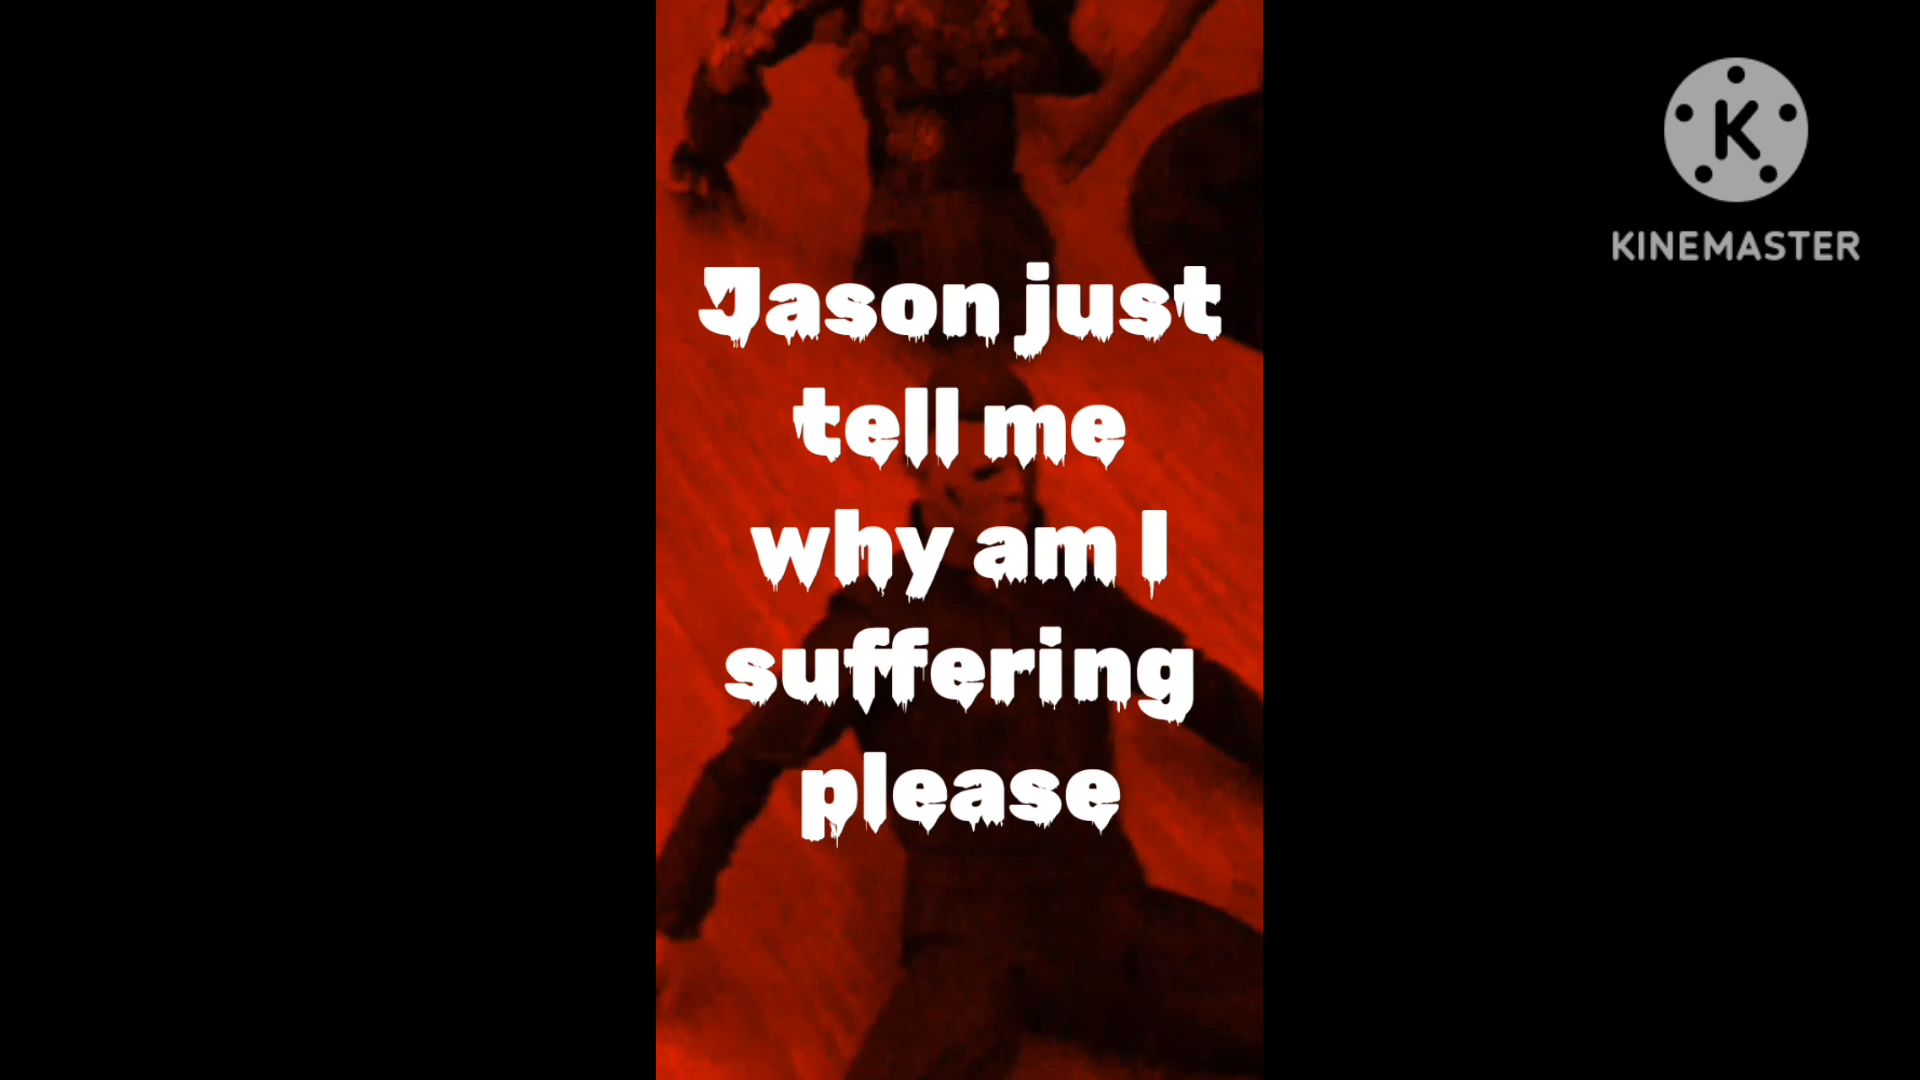 Jason just
tell me
why am I
suffering
please
K
KINEMASTER